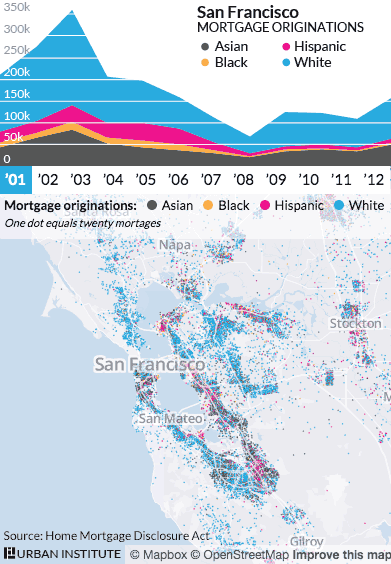 San Francisco
MORTGAGE ORIGINATIONS
Asian Hispanic
Black White
350k
300k
250k
200k
150k
100k
50k
0
'01 '02 '03 '04 '05 '06 '07 '08 '09 '10 '11 '12
Mortgage originations: Asian Black Hispanic White
One dot equals twenty mortages
Santa Rosa
Napa
Stockton
San Francisco
M
San Mateo
Gilroy
Source: Home Mortgage Disclosure Act
URBAN INSTITUTE © Mapbox © OpenStreetMap Improve this map